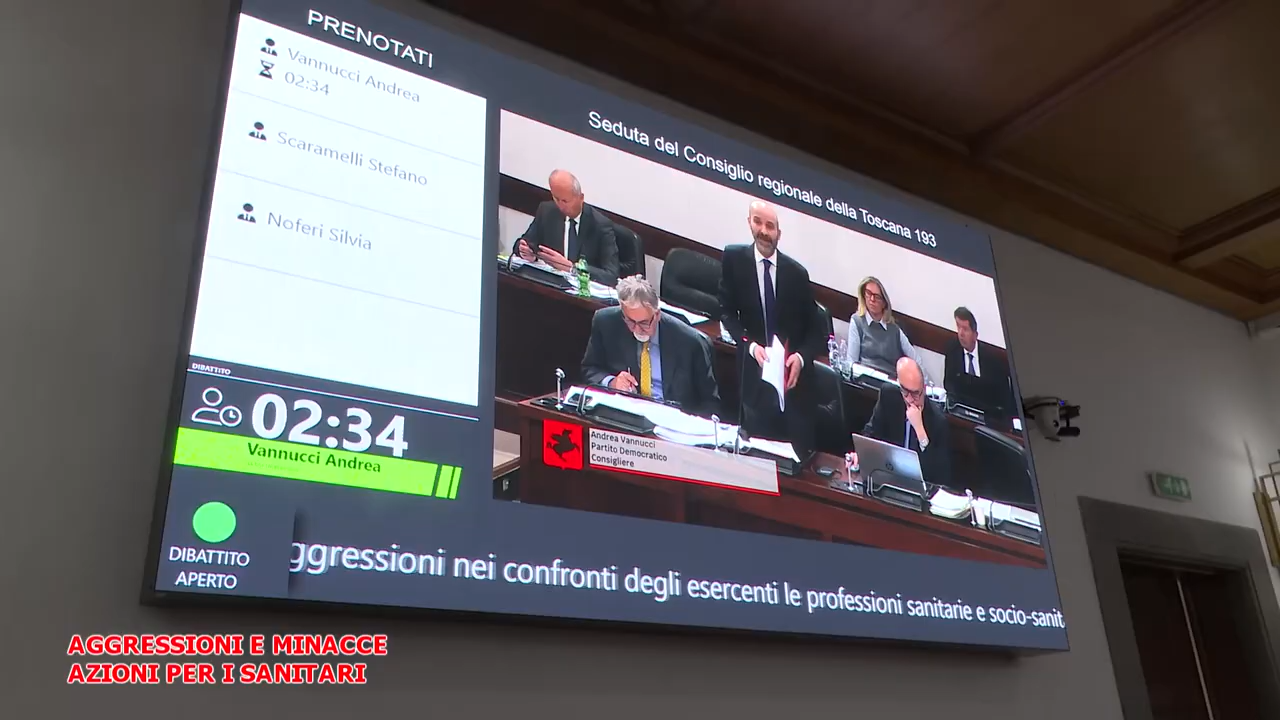 PRENOTATI
Vannucci Andrea
02:34
Scaramelli Stefano
Noferi Silvia
Seduta del Consiglio regionale della Toscana 193
DIBATTITO
02:34
Vannucci Andrea
Andrea Vannucci
Partito Democratico
Consigliere
DIBATTITO
APERTO
ggressioni nei confronti degli esercenti le professioni sanitarie e socio-sanit
AGGRESSIONI E MINACCE
AZIONI PER I SANITARI